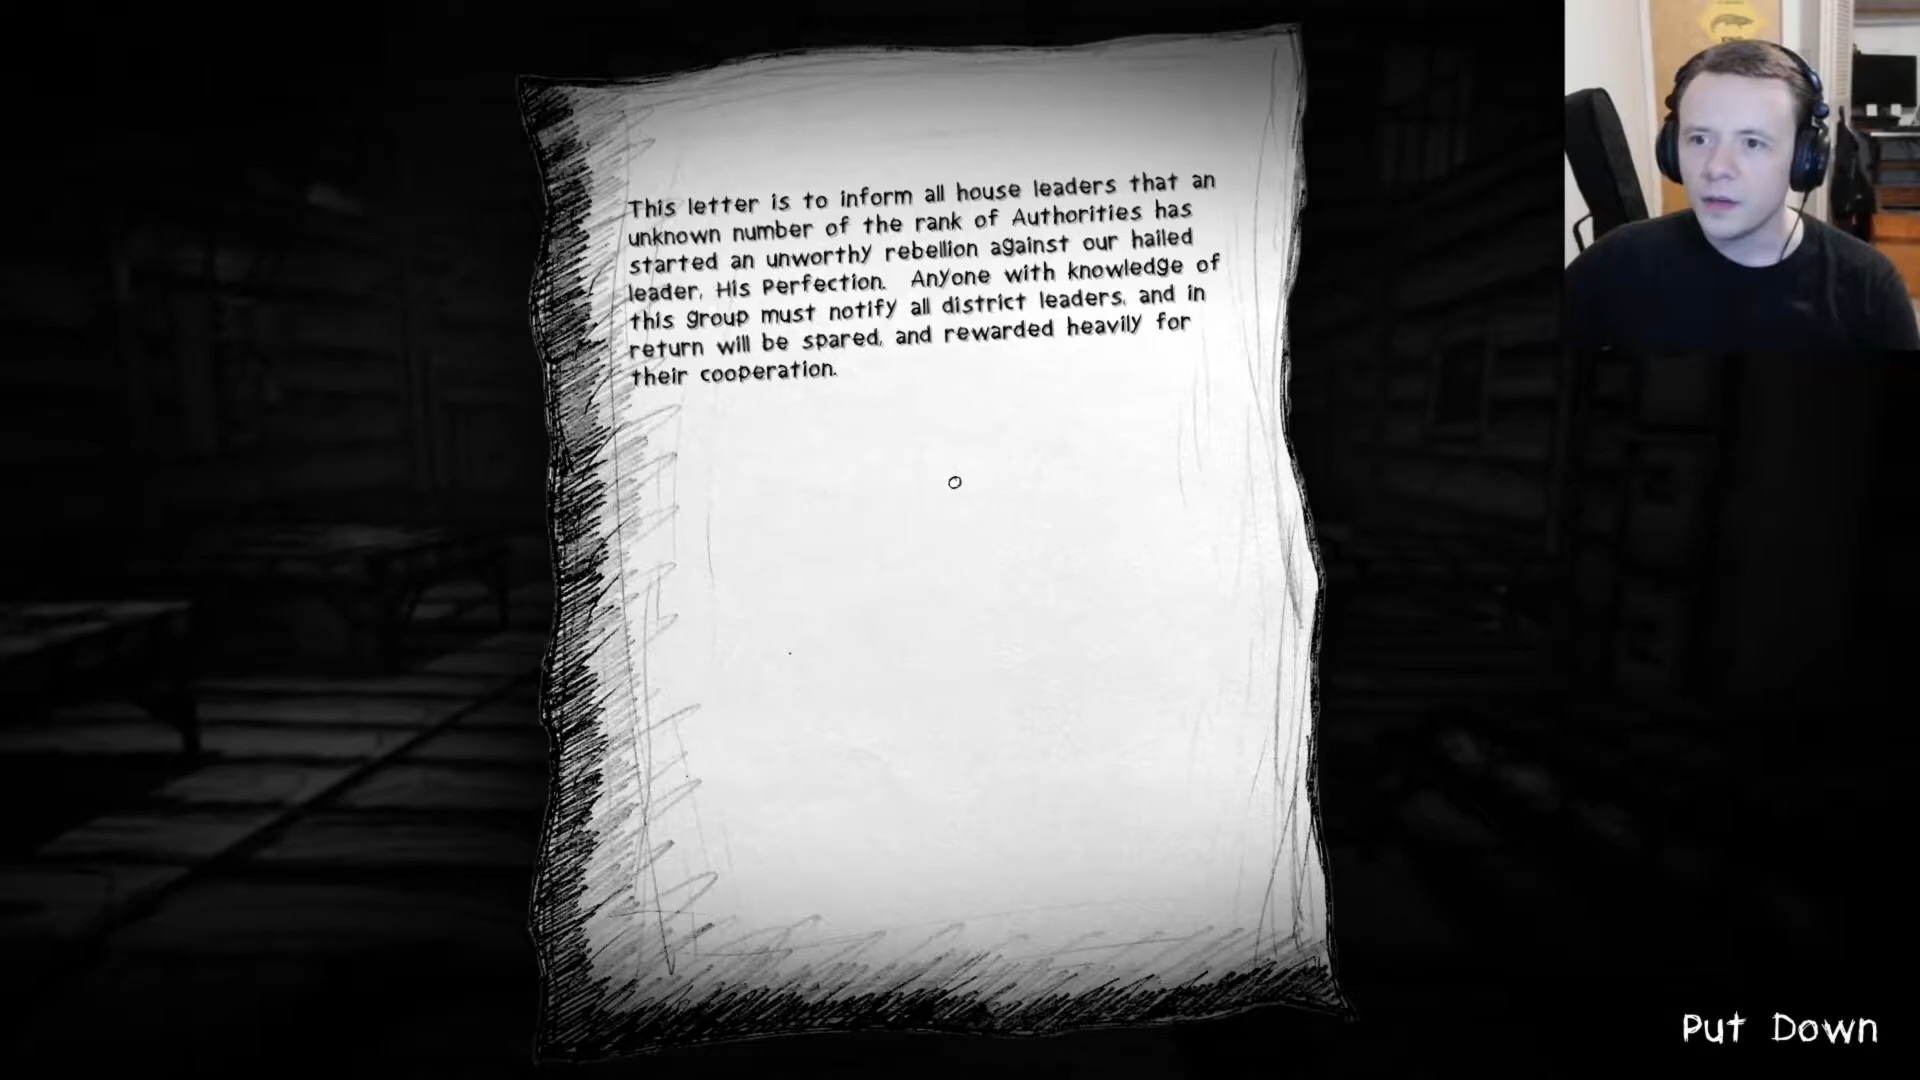 This letter is to inform all house leaders that an
unknown number of the rank of Authorities has
started an unworthy rebellion against our hailed
leader, His Perfection. Anyone with knowledge of
this group must notify all district leaders, and in
return will be spared, and rewarded heavily for
their cooperation.
Put Down